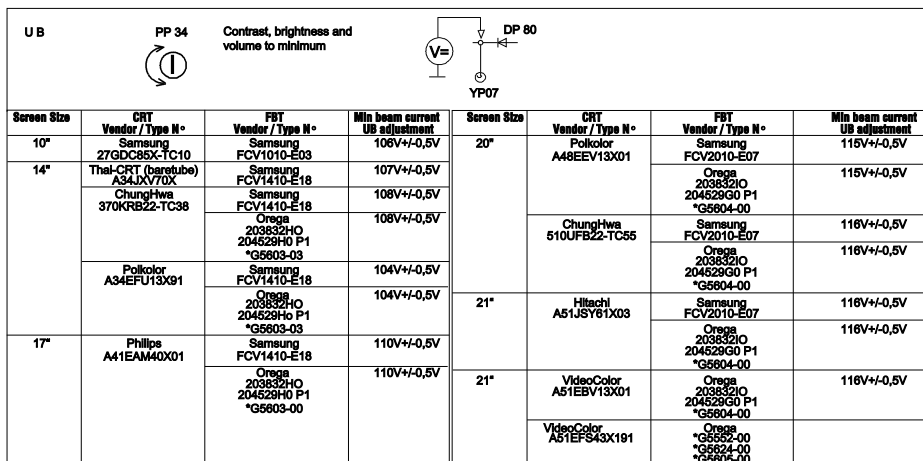 U B
PP 34
Contrast, brightness and
volume to minimum
V=
DP 80
YP07
Screen Size CRT Vendor / Type N° FBT Vendor / Type N° Min beam current UB adjustment
10" Samsung Samsung 106V+/-0,5V
27GDC85X-TC10 FCV1010-E03
14" Thai-CRT (baretube) Samsung 107V+/-0,5V
A34JXV70X FCV1410-E18
ChungHwa Samsung 108V+/-0,5V
370KRB22-TC38 FCV1410-E18
Orega 108V+/-0,5V
203832HO
204529H0 P1
*G5603-03
Polkolor Samsung 104V+/-0,5V
A34EFU13X91 FCV1410-E18
Orega 104V+/-0,5V
203832HO
204529Ho P1
*G5603-03
17" Philips Samsung 110V+/-0,5V
A41EAM40X01 FCV1410-E18
Orega 110V+/-0,5V
203832HO
204529H0 P1
*G5603-00
Screen Size CRT Vendor / Type N° FBT Vendor / Type N° Min beam current UB adjustment
20" Polkolor Samsung 115V+/-0,5V
A48EEV13X01 FCV2010-E07
Orega 115V+/-0,5V
203832IO
204529G0 P1
*G5604-00
ChungHwa Samsung 116V+/-0,5V
510UFB22-TC55 FCV2010-E07
Orega 116V+/-0,5V
203832IO
204529G0 P1
*G5604-00
21" Hitachi Samsung 116V+/-0,5V
A51JSY61X03 FCV2010-E07
Orega 116V+/-0,5V
203832IO
204529G0 P1
*G5604-00
21" VideoColor Orega 116V+/-0,5V
A51EBV13X01 203832IO
204529G0 P1
*G5604-00
VideoColor Orega
A51EFS43X191 *G5552-00
*G5624-00
*G5605-00